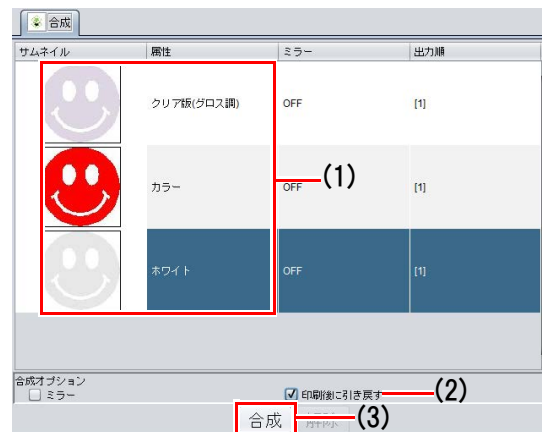 合成
サムネイル 属性 ミラー 出力順
クリア版(グロス調) OFF [1]
(1)
カラー OFF [1]
ホワイト OFF [1]
合成オプション
ミラー 印刷後に引き戻す (2)
合成 解除 (3)